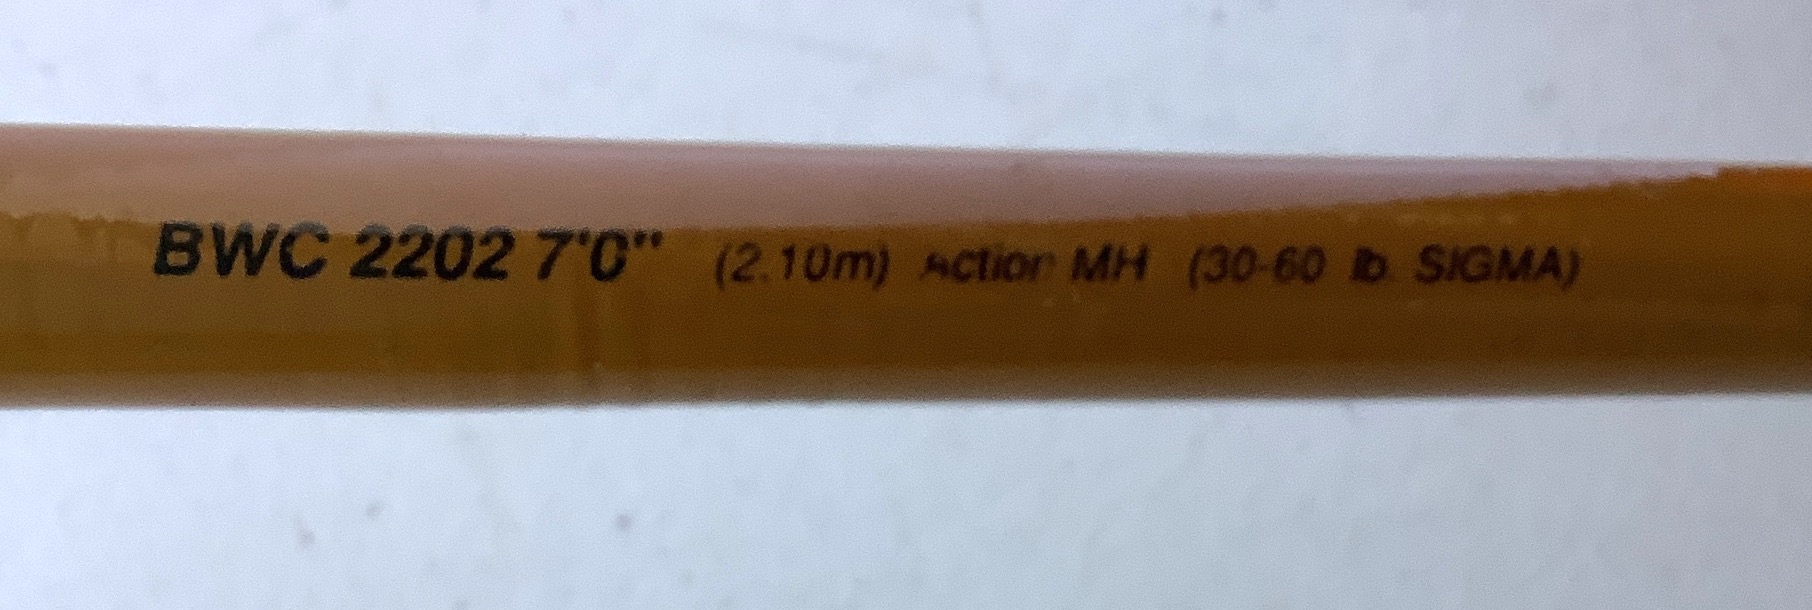 BWC 2202 7'0" (2.10m) Action MH (30-60 lb. SIGMA)